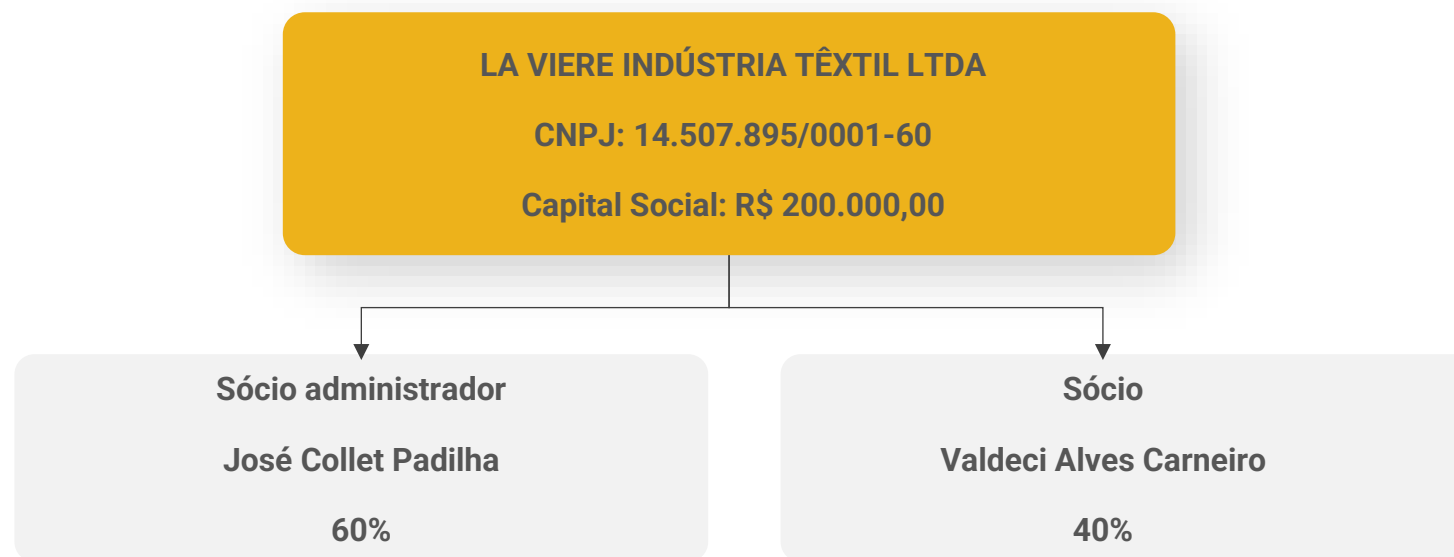 LA VIERE INDÚSTRIA TÊXTIL LTDA
CNPJ: 14.507.895/0001-60
Capital Social: R$ 200.000,00
Sócio administrador
José Collet Padilha
60%
Sócio
Valdeci Alves Carneiro
40%